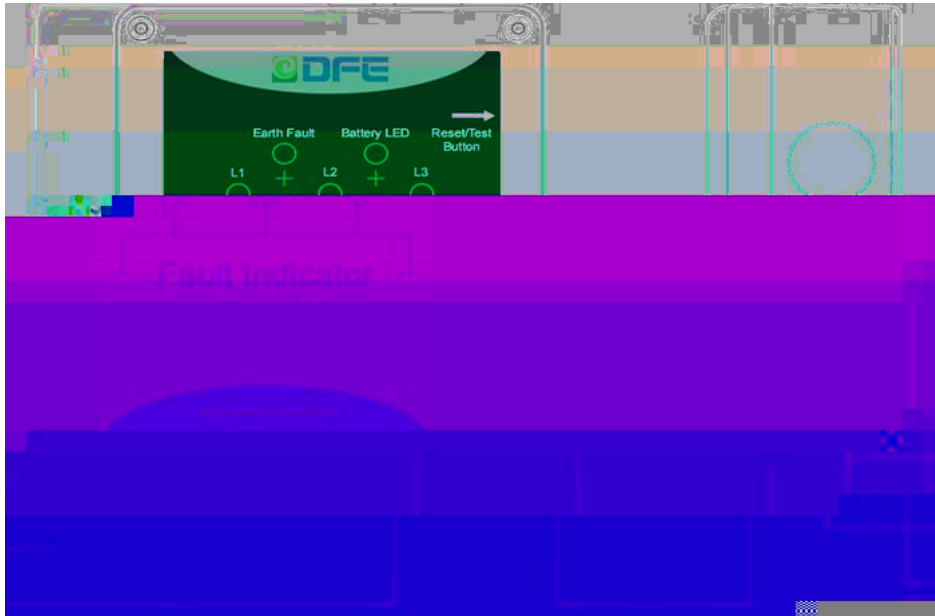 DFE
Earth Fault Battery LED Reset/Test
Button
L1 L2 L3
Fault Indicator